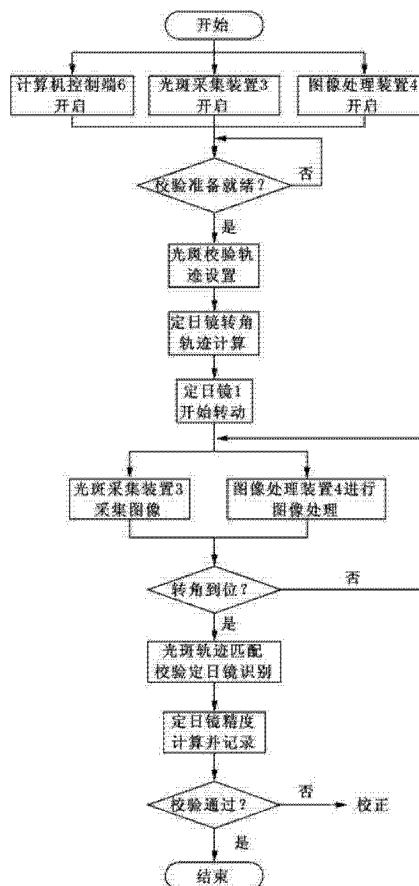 开始
计算机控制端6
开启
光斑采集装置3
开启
图像处理装置4
开启
否
校验准备就绪？
是
光斑校验轨
迹设置
定日镜转角
轨迹计算
定日镜1
开始转动
光斑采集装置3
采集图像
图像处理装置4进行
图像处理
转角到位？
否
是
光斑轨迹匹配
校验定日镜识别
定日镜精度
计算并记录
校验通过？
否
校正
是
结束